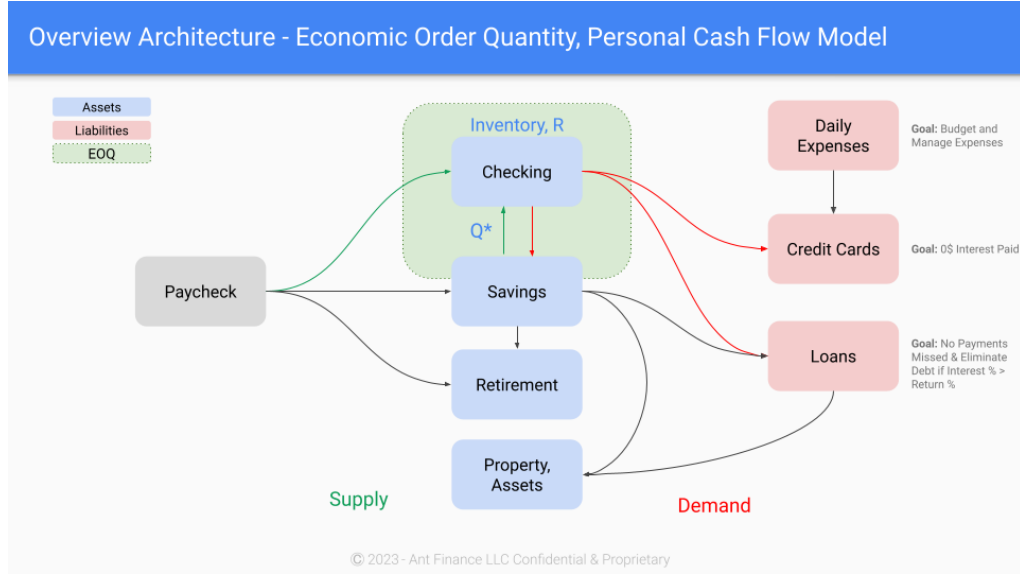 Overview Architecture - Economic Order Quantity, Personal Cash Flow Model
Assets
Liabilities
EOQ
Inventory, R
Checking
Q*
Savings
Paycheck
Retirement
Property,
Assets
Daily
Expenses
Goal: Budget and
Manage Expenses
Credit Cards
Goal: 0$ Interest Paid
Loans
Goal: No Payments
Missed & Eliminate
Debt if Interest % >
Return %
Supply
Demand
Ⓒ 2023 - Ant Finance LLC Confidential & Proprietary